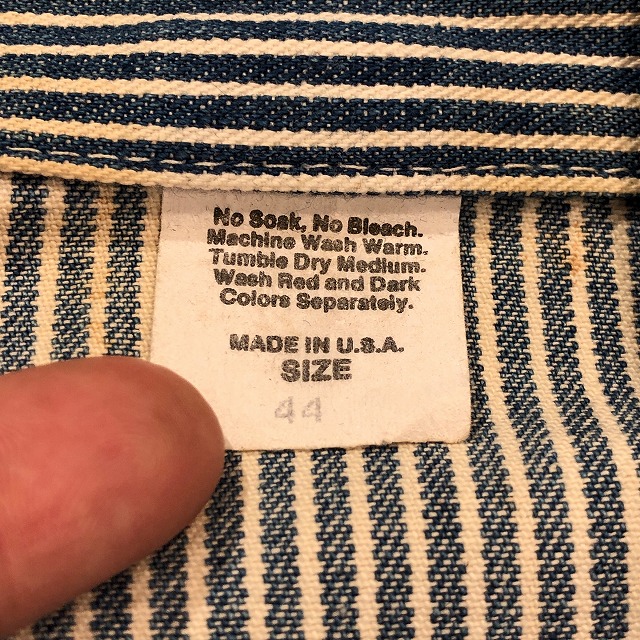 No Soak, No Bleach.
Machine Wash Warm.
Tumble Dry Medium.
Wash Red and Dark
Colors Separately.
MADE IN U.S.A.
SIZE
44